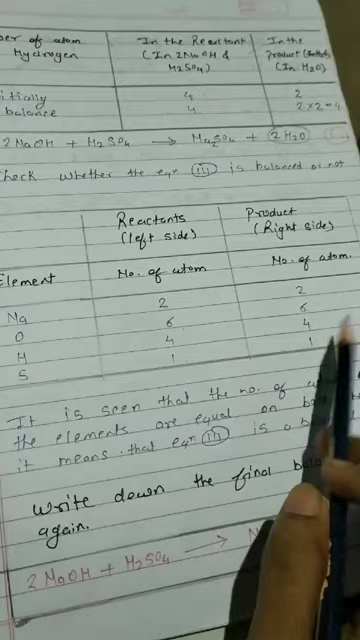 ber of atom In the Reactant In the
Hydrogen (In 2NaOH & Product
H2SO4) (In H2O)
itially 4 2
balance 4 2×2=4
2NaOH + H2SO4 → Na2SO4 + 2H2O
Check whether the eqn (iii) is balanced or not
Reactants Product
(left side) (Right side)
Element No. of atom No. of atom.
Na 2 2
O 6 6
H 4 4
S 1 1
It is seen that the no. of
the elements are equal on
it means that eqn (iii) is a
Write down the final
again.
2NaOH + H2SO4 → N